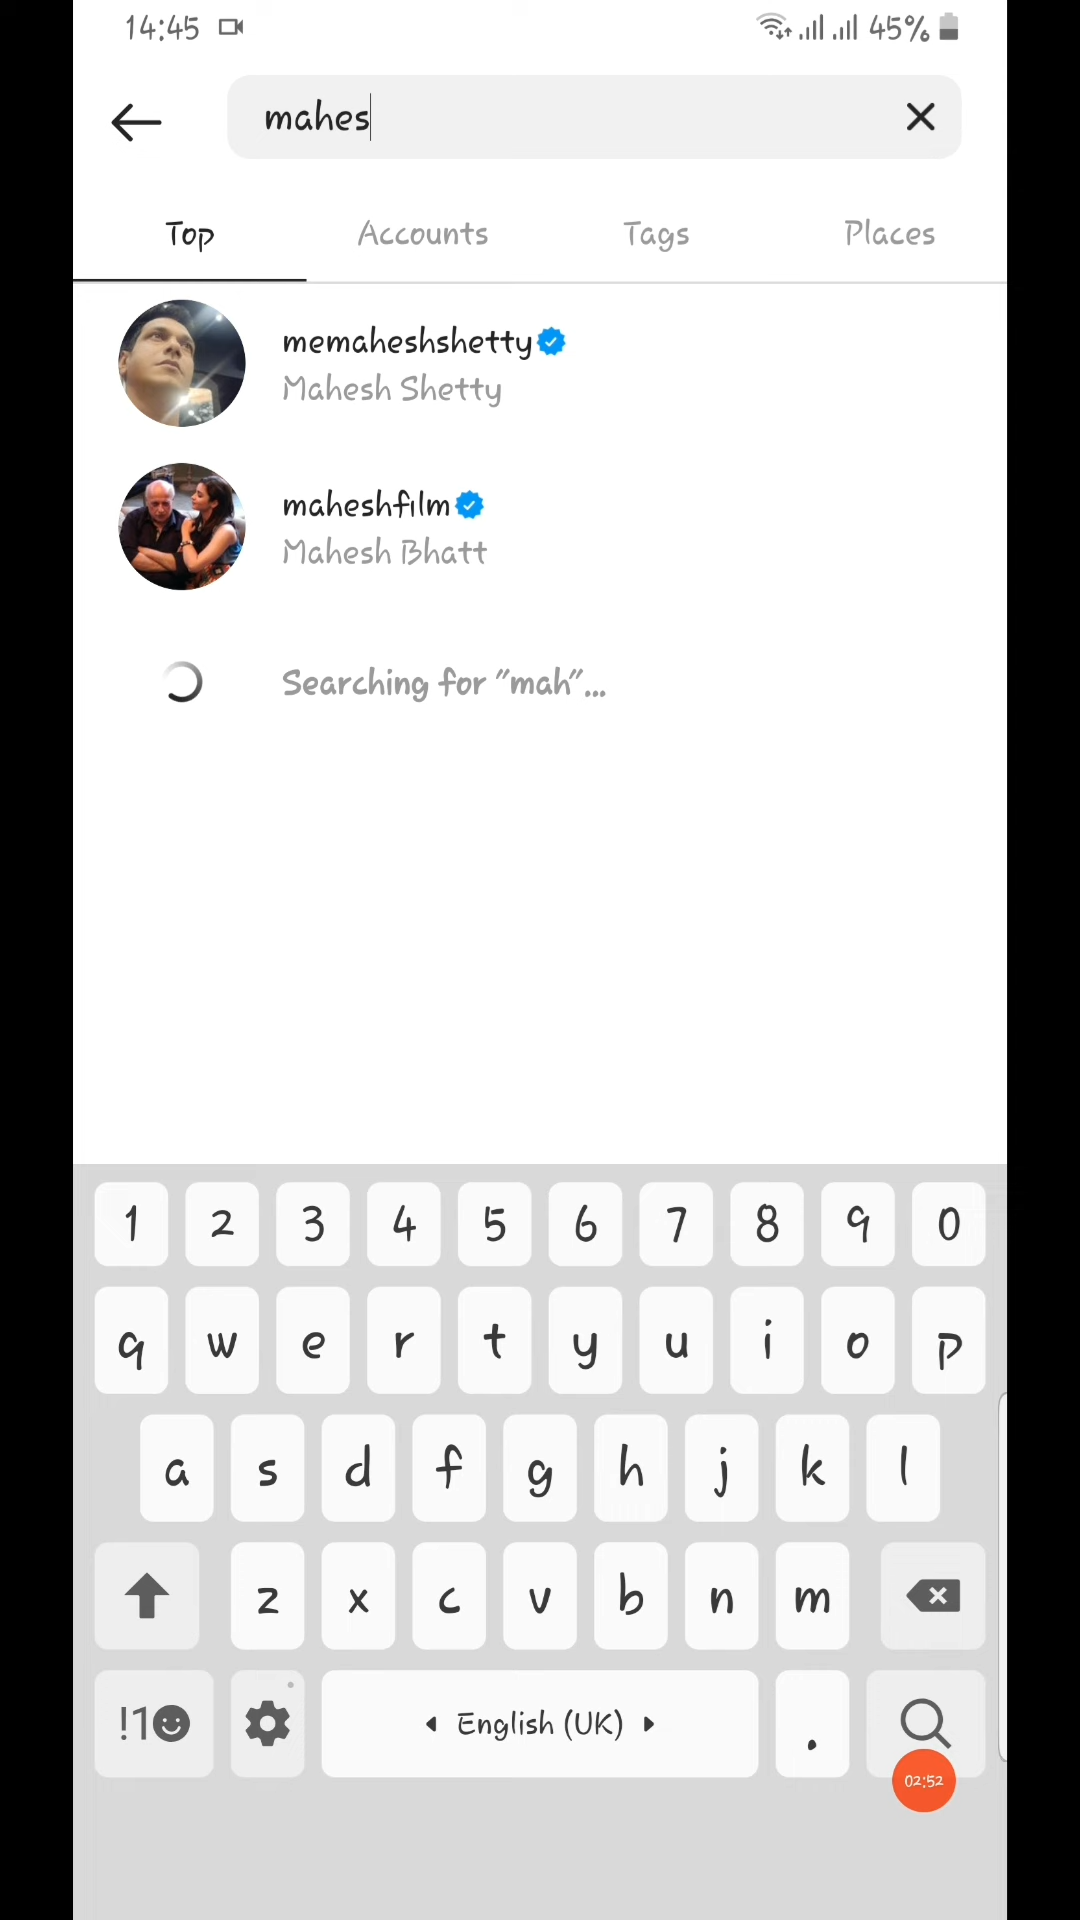 14:45 45%
mahes
Top Accounts Tags Places
memaheshshetty
Mahesh Shetty
maheshfilm
Mahesh Bhatt
Searching for "mah"...
1 2 3 4 5 6 7 8 9 0
q w e r t y u i o p
a s d f g h j k l
z x c v b n m
!1 English (UK) .
02:52